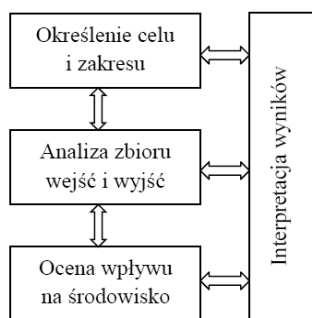 Określenie celu
i zakresu
Analiza zbioru
wejść i wyjść
Ocena wpływu
na środowisko
Interpretacja wyników